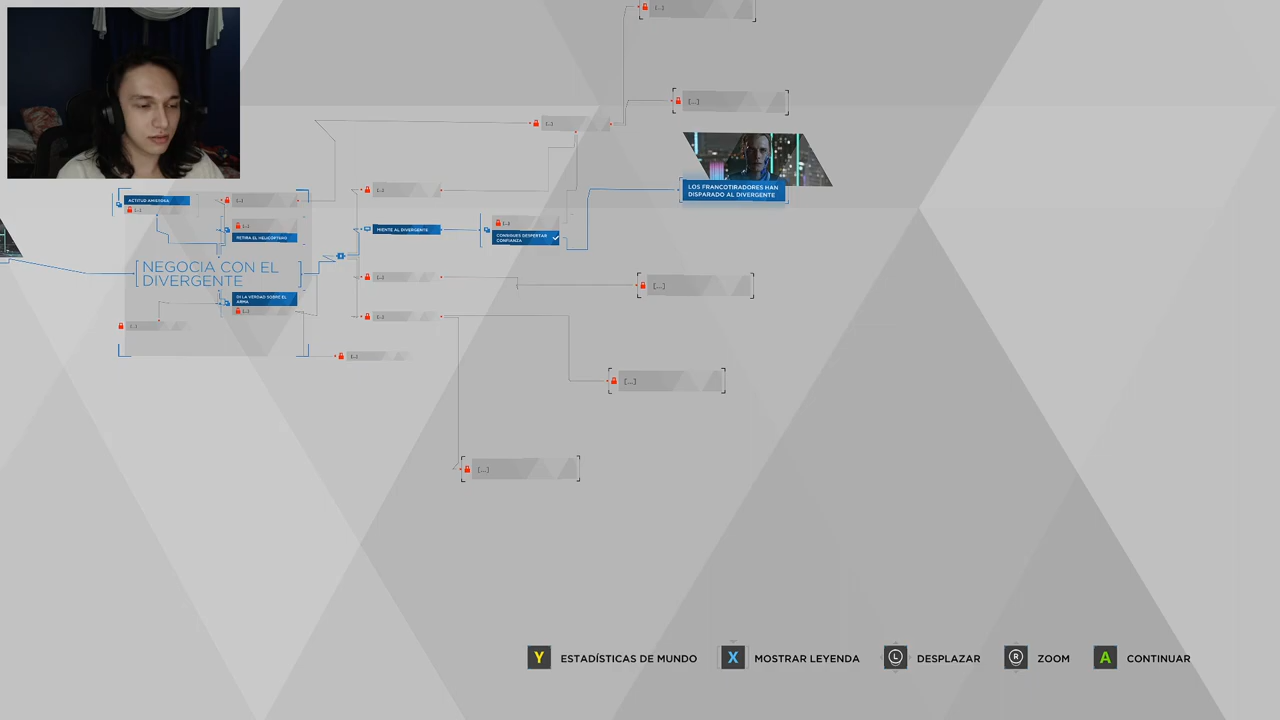 [...]
[...]
[...]
LOS FRANCOTIRADORES HAN
DISPARADO AL DIVERGENTE
[...]
ACTITUD AMISTOSA
[...]
[...]
[...]
RETIRA EL HELICÓPTERO
MIENTE AL DIVERGENTE
[...]
CONSIGUES DESPERTAR
CONFIANZA
NEGOCIA CON EL
DIVERGENTE
[...]
[...]
DI LA VERDAD SOBRE EL
ARMA
[...]
[...]
[...]
[...]
[...]
[...]
Y ESTADÍSTICAS DE MUNDO
X MOSTRAR LEYENDA
L DESPLAZAR
R ZOOM
A CONTINUAR